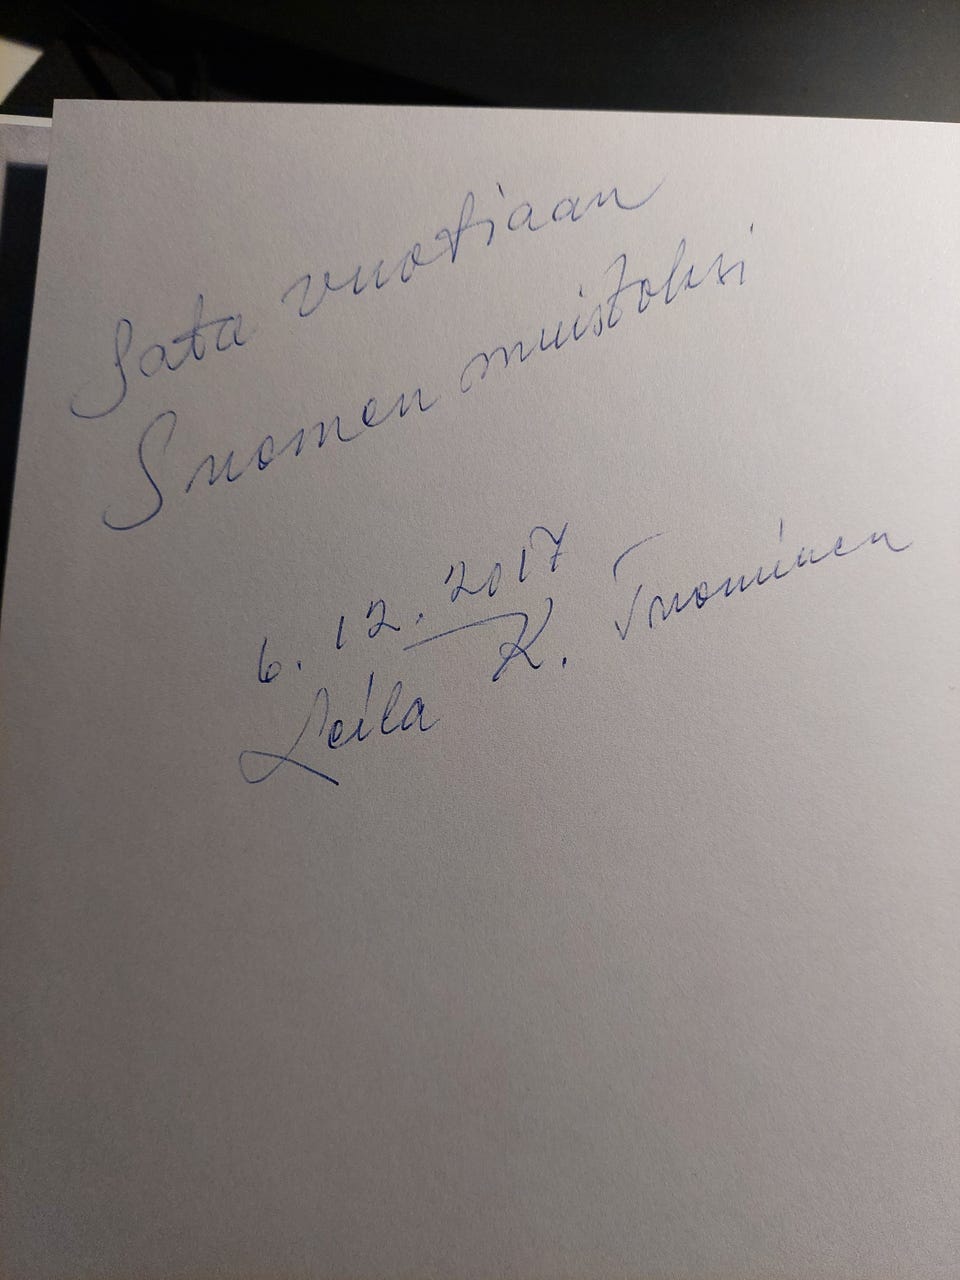 Sata vuotiaan
Suomen muistoksi
6.12.2017
Leila K. Tuominen